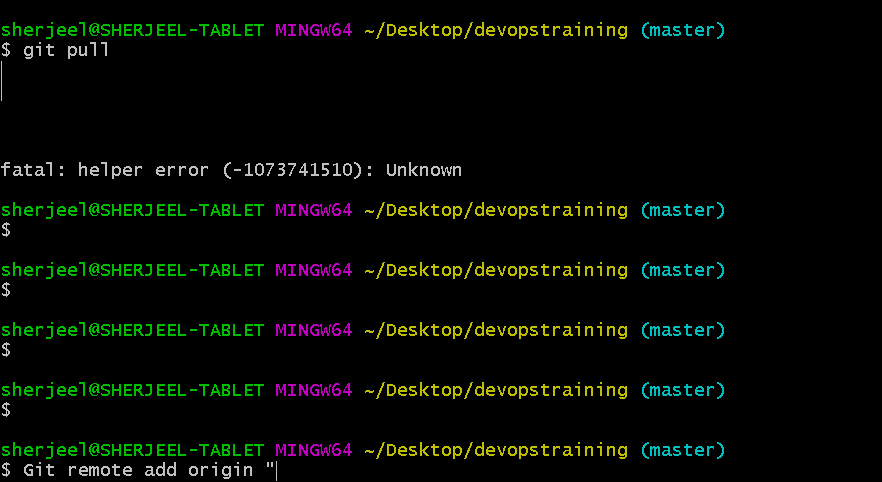 sherjeel@SHERJEEL-TABLET MINGW64 ~/Desktop/devopstraining (master)
$ git pull
fatal: helper error (-1073741510): Unknown
sherjeel@SHERJEEL-TABLET MINGW64 ~/Desktop/devopstraining (master)
$
sherjeel@SHERJEEL-TABLET MINGW64 ~/Desktop/devopstraining (master)
$
sherjeel@SHERJEEL-TABLET MINGW64 ~/Desktop/devopstraining (master)
$
sherjeel@SHERJEEL-TABLET MINGW64 ~/Desktop/devopstraining (master)
$
sherjeel@SHERJEEL-TABLET MINGW64 ~/Desktop/devopstraining (master)
$ Git remote add origin "